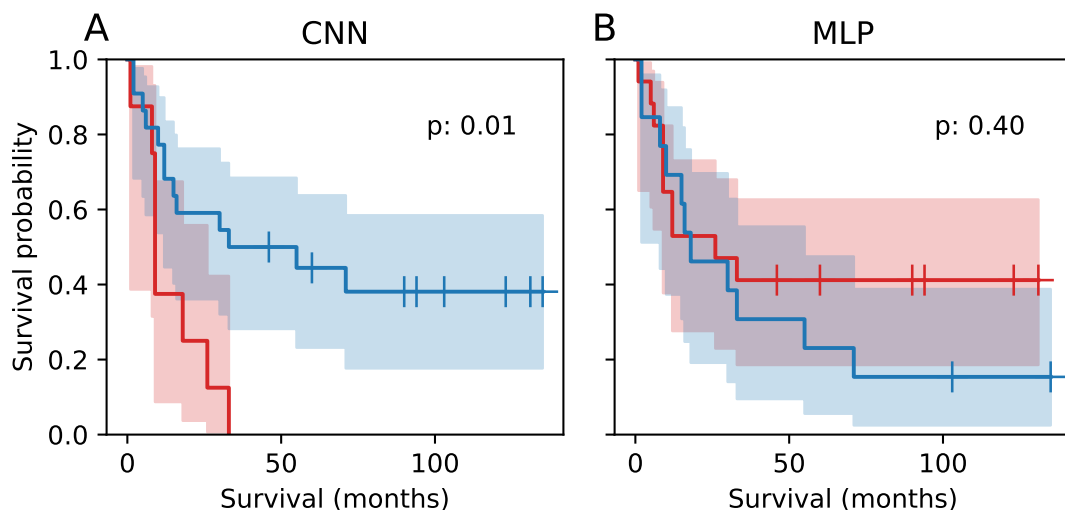 A
CNN
B
MLP
1.0
0.8
0.6
0.4
0.2
0.0
Survival probability
p: 0.01
p: 0.40
0
50
100
0
50
100
Survival (months)
Survival (months)